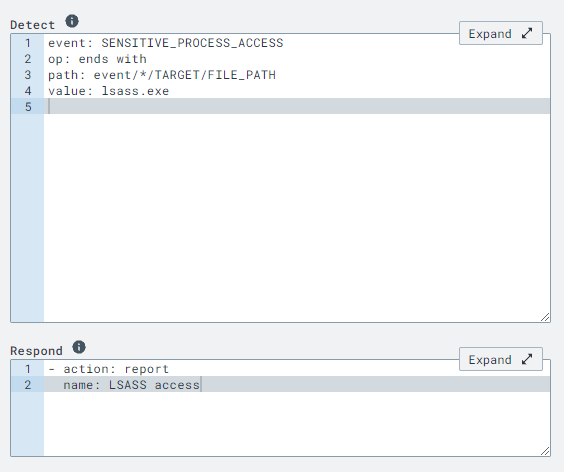 Detect
Expand
1 event: SENSITIVE_PROCESS_ACCESS
2 op: ends with
3 path: event/*/TARGET/FILE_PATH
4 value: lsass.exe
5
Respond
Expand
1 - action: report
2 name: LSASS access